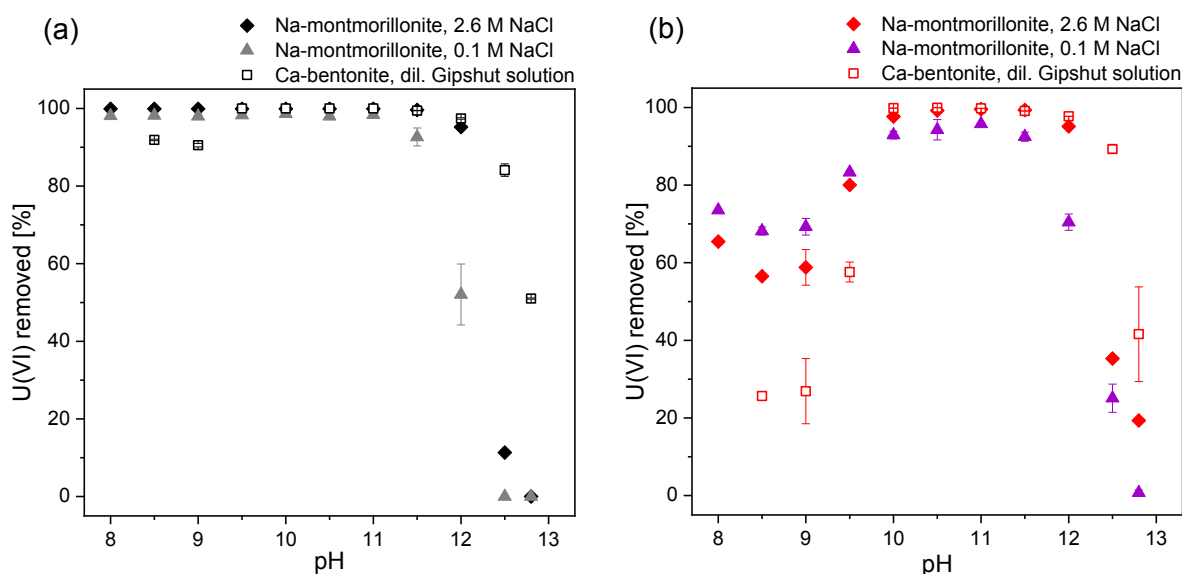 (a)
Na-montmorillonite, 2.6 M NaCl
Na-montmorillonite, 0.1 M NaCl
Ca-bentonite, dil. Gipshut solution
U(VI) removed [%]
100
80
60
40
20
0
8 9 10 11 12 13
pH
(b)
Na-montmorillonite, 2.6 M NaCl
Na-montmorillonite, 0.1 M NaCl
Ca-bentonite, dil. Gipshut solution
U(VI) removed [%]
100
80
60
40
20
0
8 9 10 11 12 13
pH